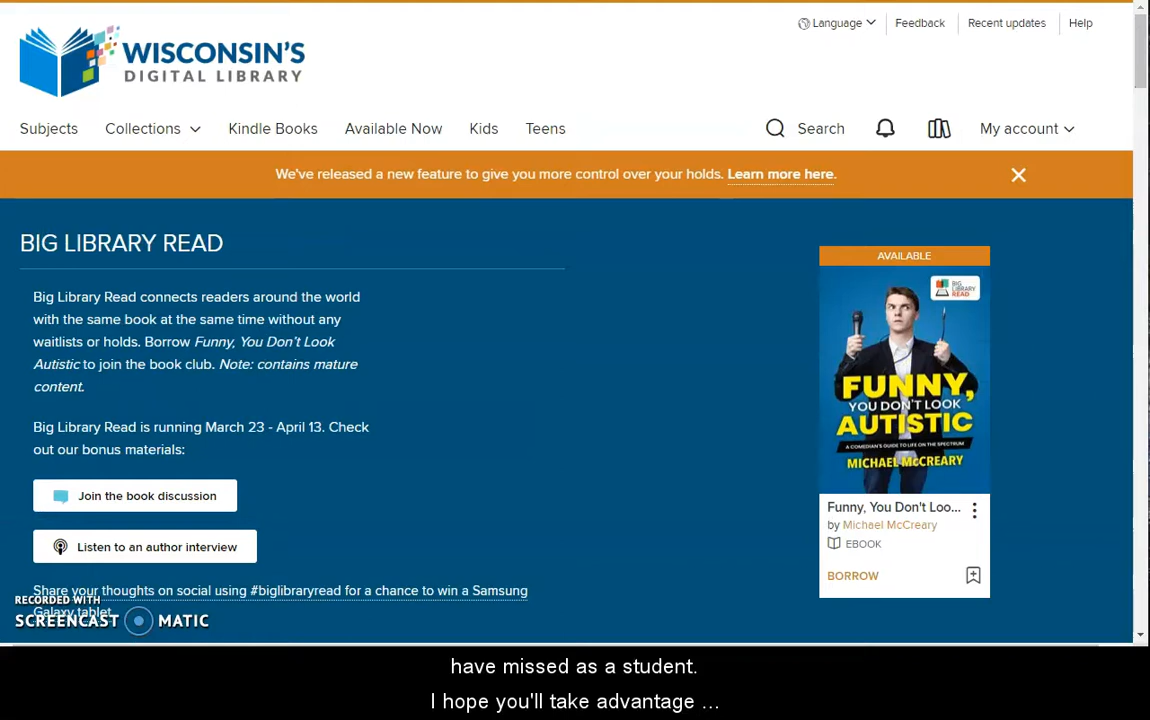 WISCONSIN'S
DIGITAL LIBRARY
Language
Feedback
Recent updates
Help
Subjects
Collections
Kindle Books
Available Now
Kids
Teens
Search
My account
We've released a new feature to give you more control over your holds. Learn more here.
BIG LIBRARY READ
Big Library Read connects readers around the world
with the same book at the same time without any
waitlists or holds. Borrow Funny, You Don't Look
Autistic to join the book club. Note: contains mature
content.
Big Library Read is running March 23 - April 13. Check
out our bonus materials:
Join the book discussion
Listen to an author interview
Share your thoughts on social using #biglibraryread for a chance to win a Samsung
Galaxy tablet
RECORDED WITH
SCREENCAST MATIC
AVAILABLE
BIG
LIBRARY
READ
FUNNY,
YOU DON'T LOOK
AUTISTIC
A COMEDIAN'S GUIDE TO LIFE ON THE SPECTRUM
MICHAEL McCREARY
Funny, You Don't Loo...
by Michael McCreary
EBOOK
BORROW
have missed as a student.
I hope you'll take advantage ...